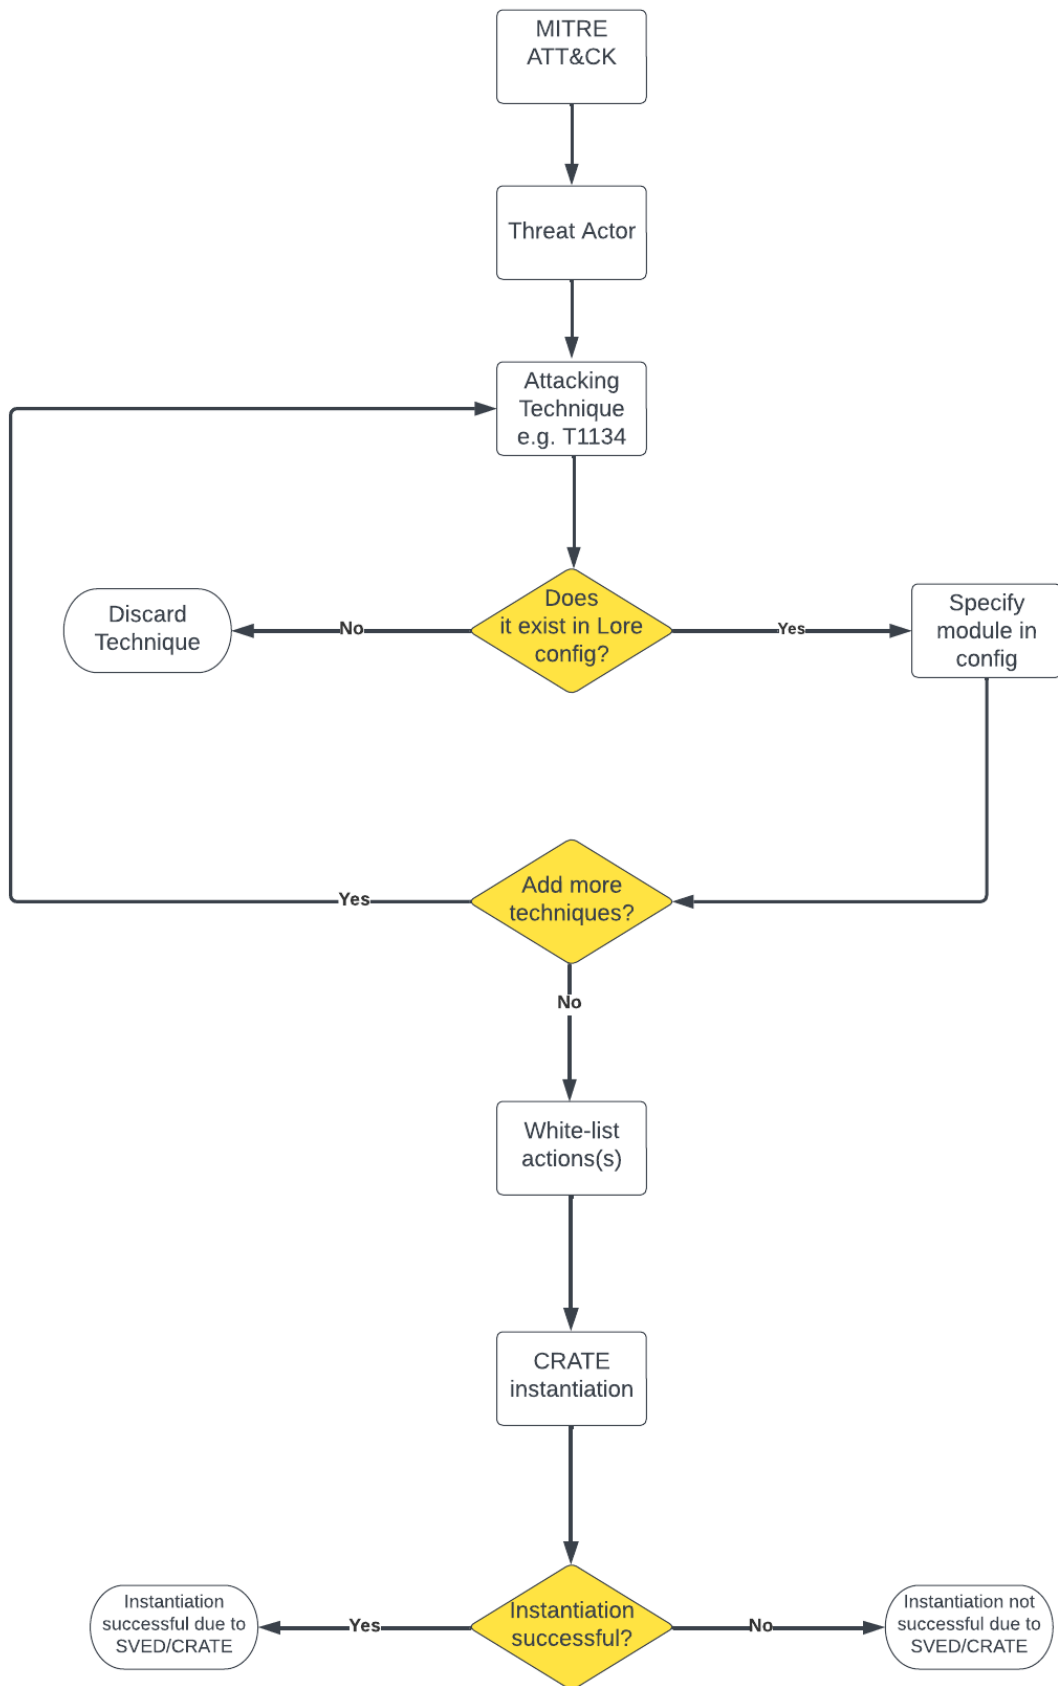 MITRE
ATT&CK
Threat Actor
Attacking
Technique
e.g. T1134
Does
it exist in Lore
config?
No
Discard
Technique
Yes
Specify
module in
config
Add more
techniques?
Yes
No
White-list
actions(s)
CRATE
instantiation
Instantiation
successful?
Yes
Instantiation
successful due to
SVED/CRATE
No
Instantiation not
successful due to
SVED/CRATE